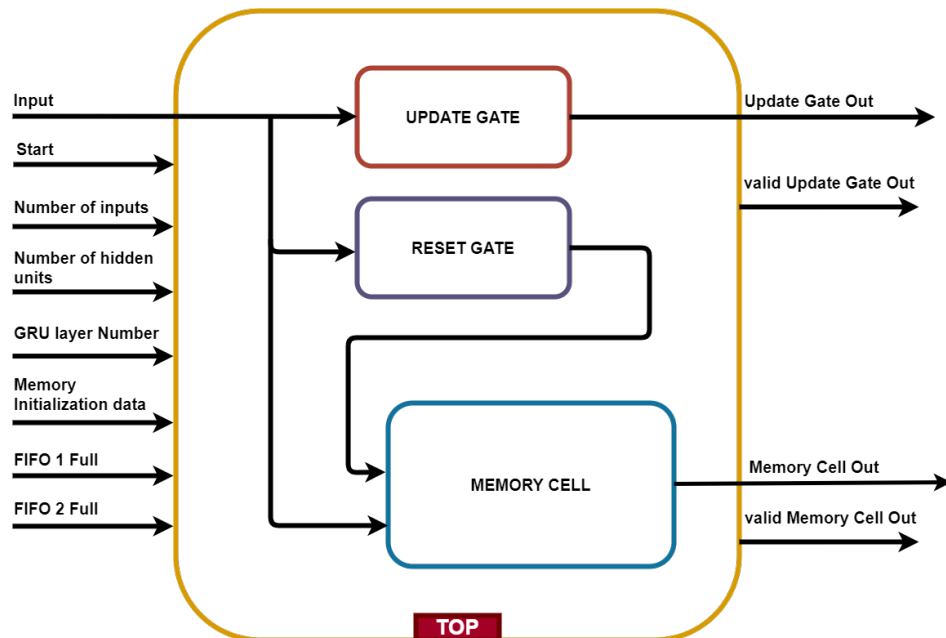 Input
Start
Number of inputs
Number of hidden
units
GRU layer Number
Memory
Initialization data
FIFO 1 Full
FIFO 2 Full
UPDATE GATE
RESET GATE
MEMORY CELL
Update Gate Out
valid Update Gate Out
Memory Cell Out
valid Memory Cell Out
TOP